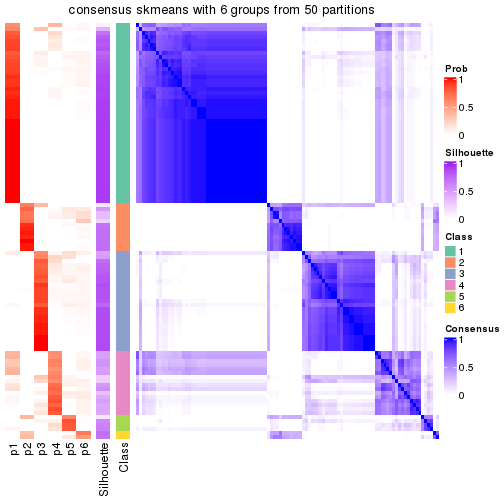 consensus skmeans with 6 groups from 50 partitions
Prob
1
0.5
0
Silhouette
1
0.5
0
Class
1
2
3
4
5
6
Consensus
1
0.5
0
p1
p2
p3
p4
p5
p6
Silhouette
Class